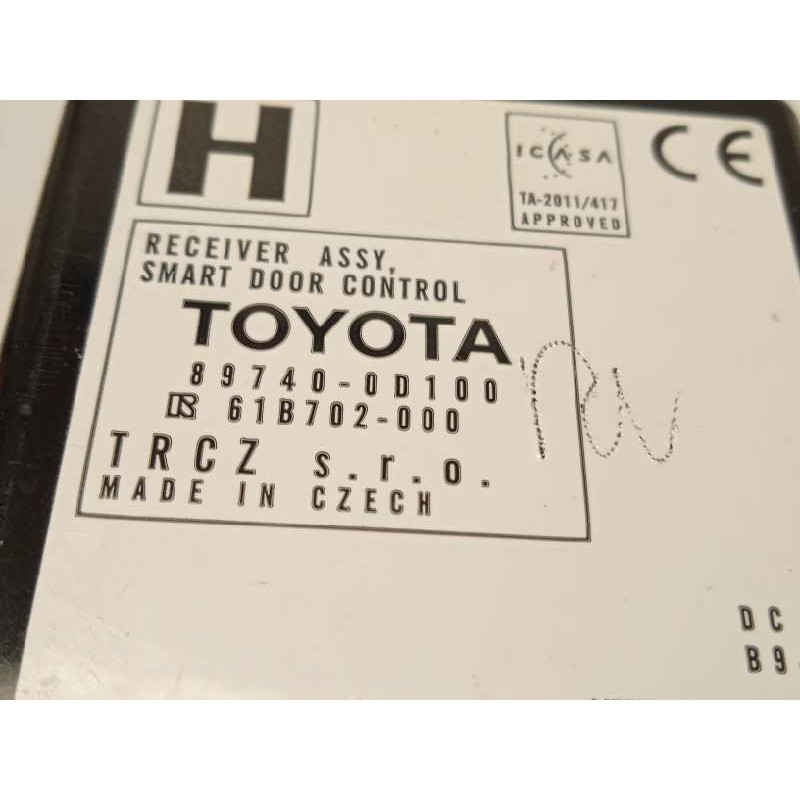 H
ICASA
TA-2011/417
APPROVED
CE
RECEIVER ASSY,
SMART DOOR CONTROL
TOYOTA
89740-0D100
61B702-000
TRCZ s.r.o.
MADE IN CZECH
DC
B9